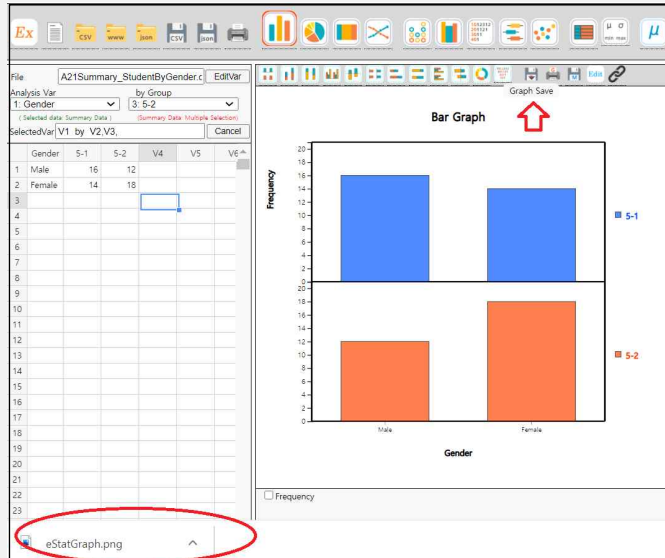 Ex CSV www json CSV json μ σ min max μ
File A21Summary_StudentByGender.c EditVar
Analysis Var by Group
1: Gender 3: 5-2
( Selected data: Summary Data ) (Summary Data: Multiple Selection)
SelectedVar V1 by V2,V3, Cancel
Edit
Graph Save
Gender 5-1 5-2 V4 V5 V6
1 Male 16 12
2 Female 14 18
3
4
5
6
7
8
9
10
11
12
13
14
15
16
17
18
19
20
21
22
23
Bar Graph
Frequency
20
18
16
14
12
10
8
6
4
2
0
5-1
20
18
16
14
12
10
8
6
4
2
5-2
Male Female
Gender
Frequency
eStatGraph.png